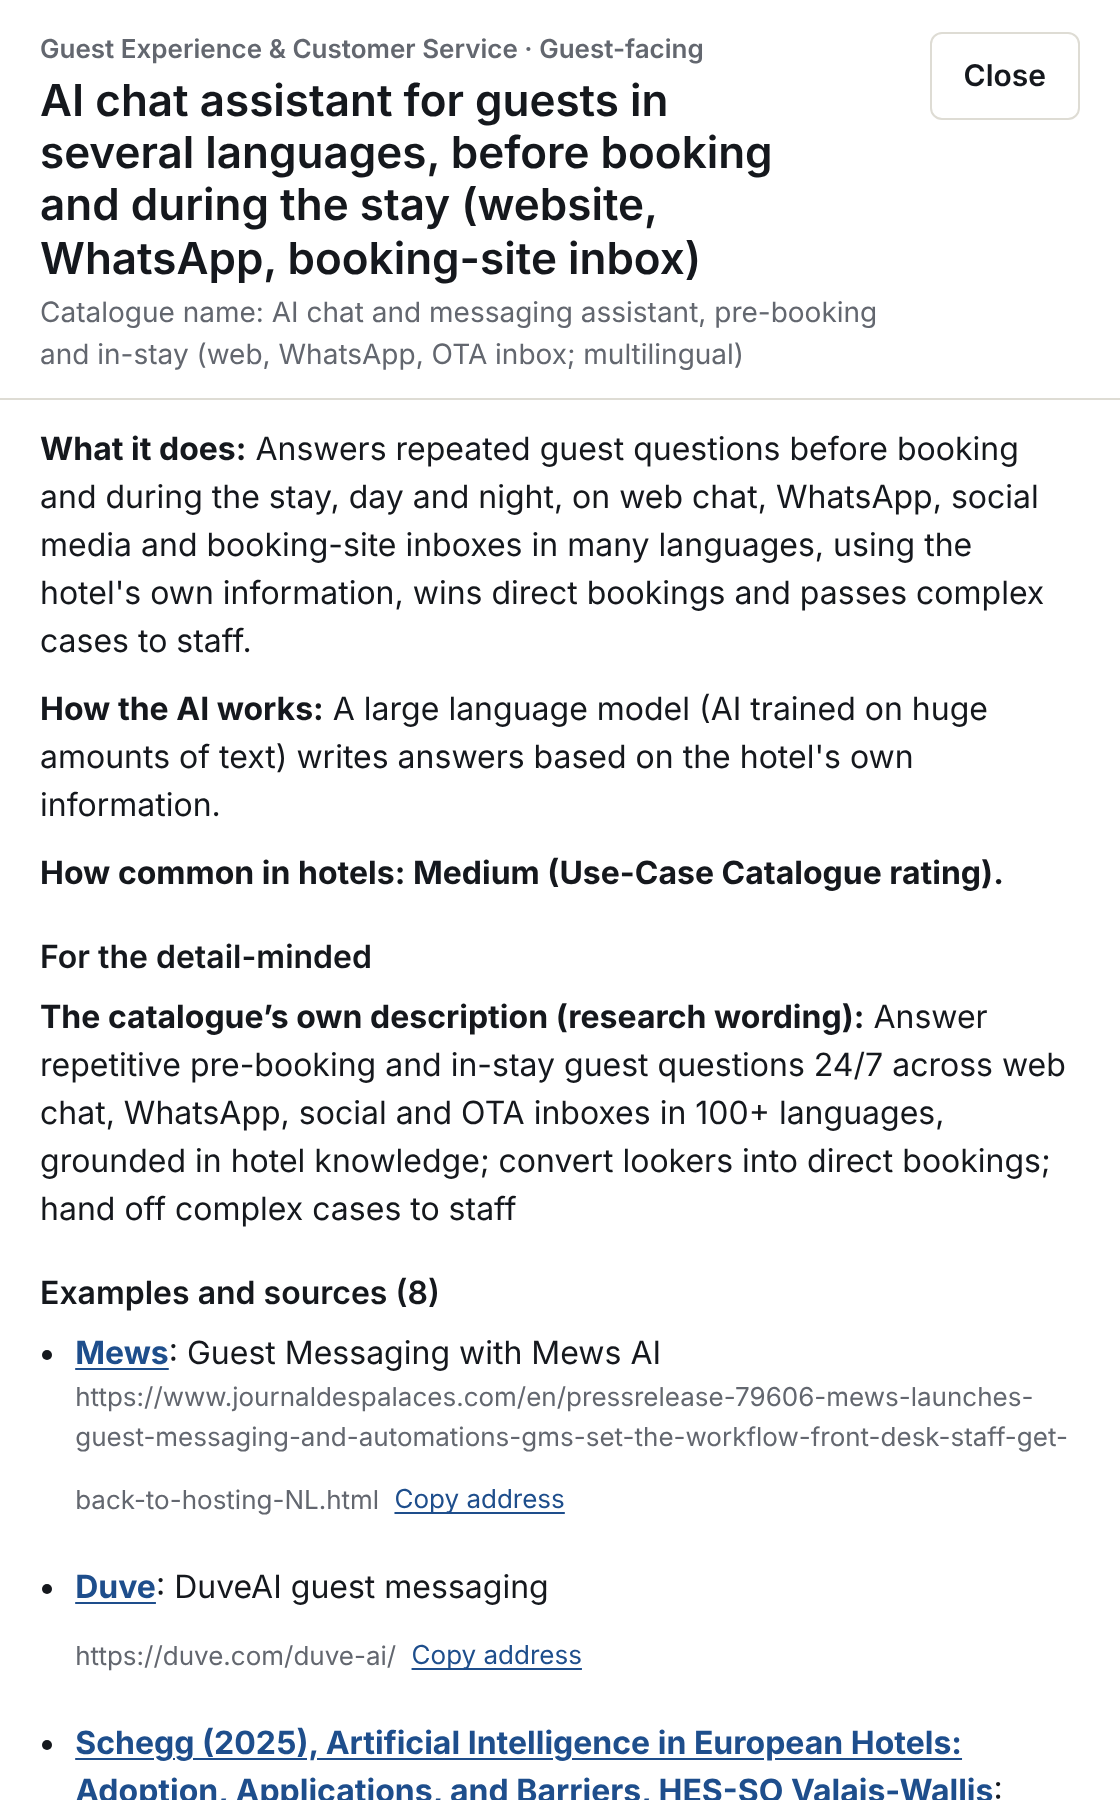 Guest Experience & Customer Service · Guest-facing
Close
AI chat assistant for guests in
several languages, before booking
and during the stay (website,
WhatsApp, booking-site inbox)
Catalogue name: AI chat and messaging assistant, pre-booking
and in-stay (web, WhatsApp, OTA inbox; multilingual)
What it does: Answers repeated guest questions before booking
and during the stay, day and night, on web chat, WhatsApp, social
media and booking-site inboxes in many languages, using the
hotel's own information, wins direct bookings and passes complex
cases to staff.
How the AI works: A large language model (AI trained on huge
amounts of text) writes answers based on the hotel's own
information.
How common in hotels: Medium (Use-Case Catalogue rating).
For the detail-minded
The catalogue’s own description (research wording): Answer
repetitive pre-booking and in-stay guest questions 24/7 across web
chat, WhatsApp, social and OTA inboxes in 100+ languages,
grounded in hotel knowledge; convert lookers into direct bookings;
hand off complex cases to staff
Examples and sources (8)
• Mews: Guest Messaging with Mews AI
https://www.journaldespalaces.com/en/pressrelease-79606-mews-launches-
guest-messaging-and-automations-gms-set-the-workflow-front-desk-staff-get-
back-to-hosting-NL.html Copy address
• Duve: DuveAI guest messaging
https://duve.com/duve-ai/ Copy address
• Schegg (2025), Artificial Intelligence in European Hotels:
Adoption, Applications, and Barriers, HES-SO Valais-Wallis: